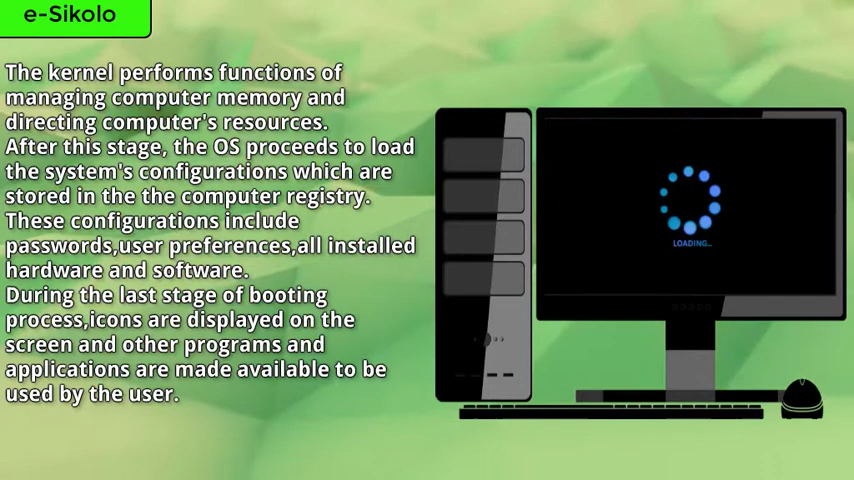 e-Sikolo
The kernel performs functions of
managing computer memory and
directing computer's resources.
After this stage, the OS proceeds to load
the system's configurations which are
stored in the the computer registry.
These configurations include
passwords,user preferences,all installed
hardware and software.
During the last stage of booting
process,icons are displayed on the
screen and other programs and
applications are made available to be
used by the user.
LOADING...